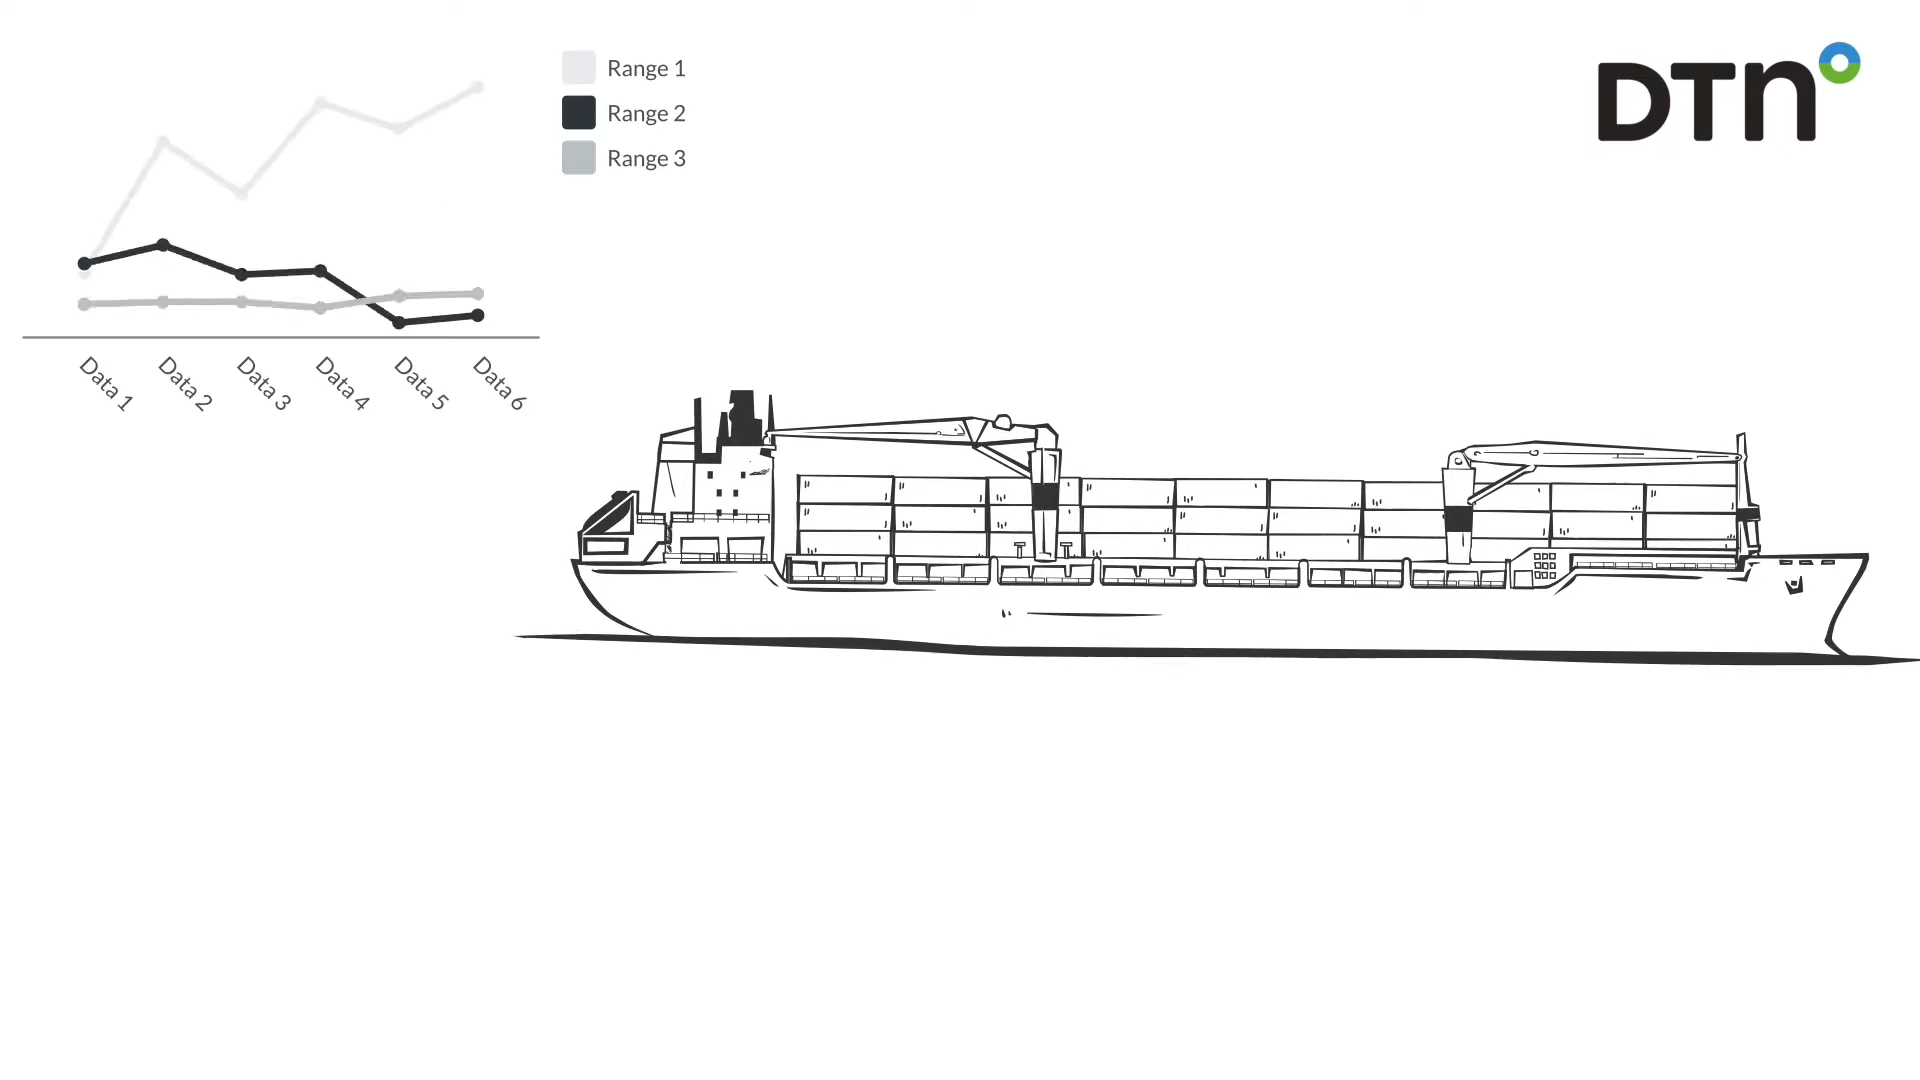 Range 1
Range 2
Range 3
DTN
Data 1
Data 2
Data 3
Data 4
Data 5
Data 6